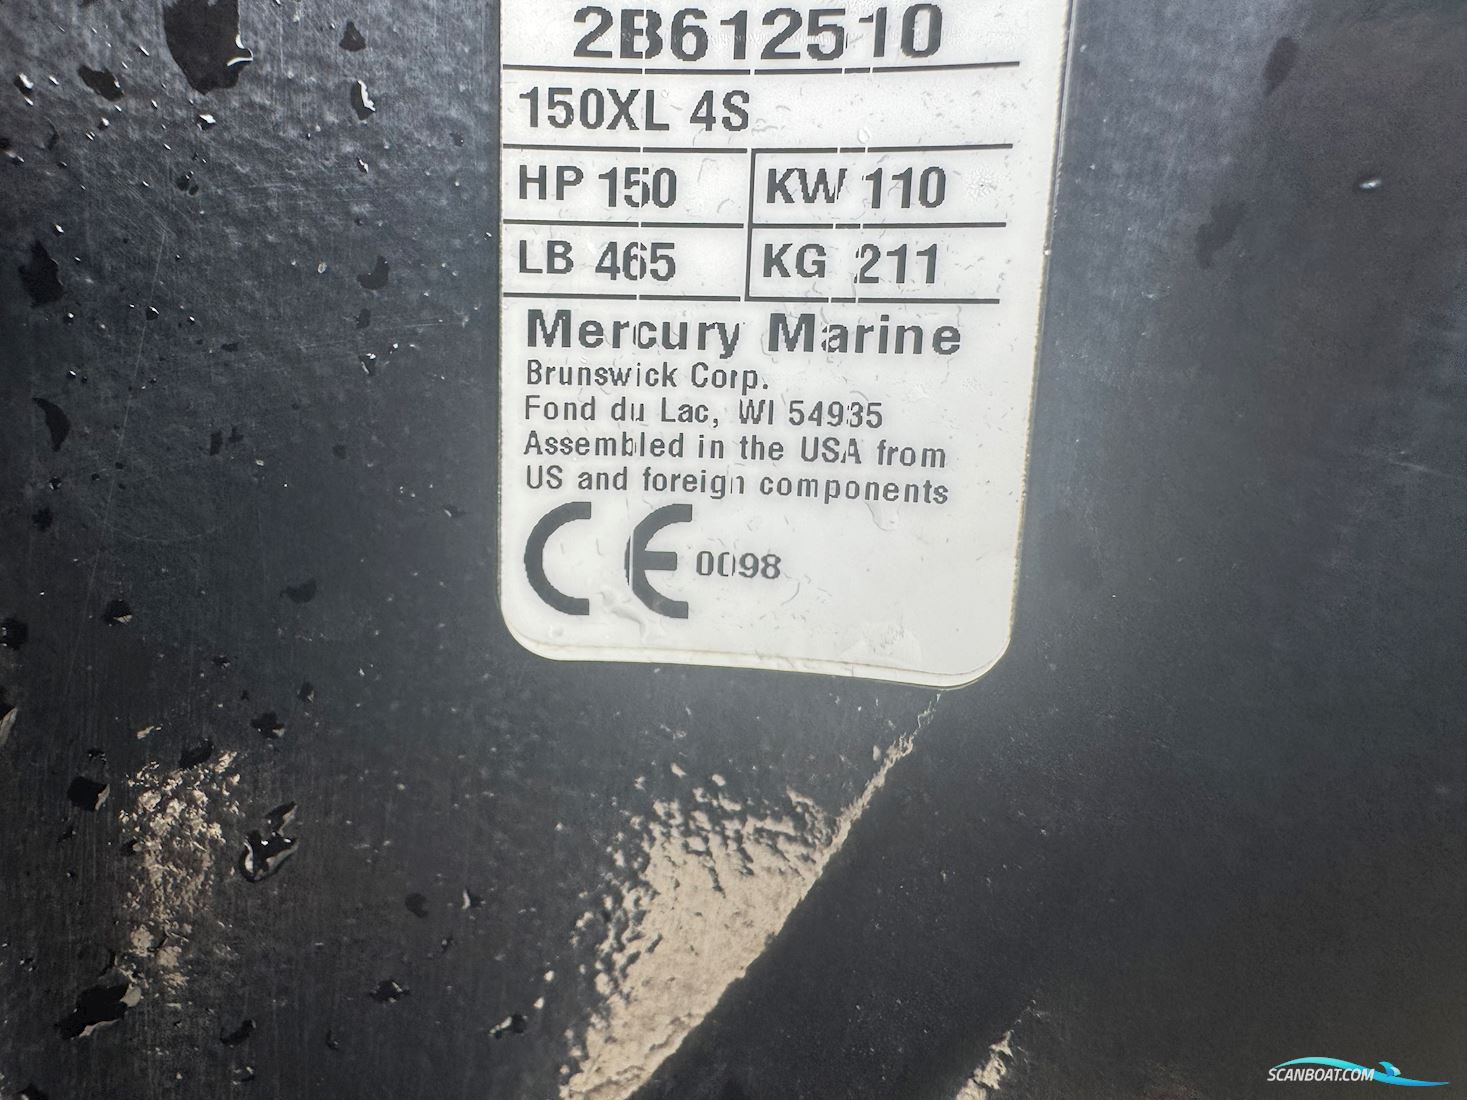 2B612510
150XL 4S
HP 150 KW 110
LB 465 KG 211
Mercury Marine
Brunswick Corp.
Fond du Lac, WI 54935
Assembled in the USA from
US and foreign components
CE 0098
SCANBOAT.COM